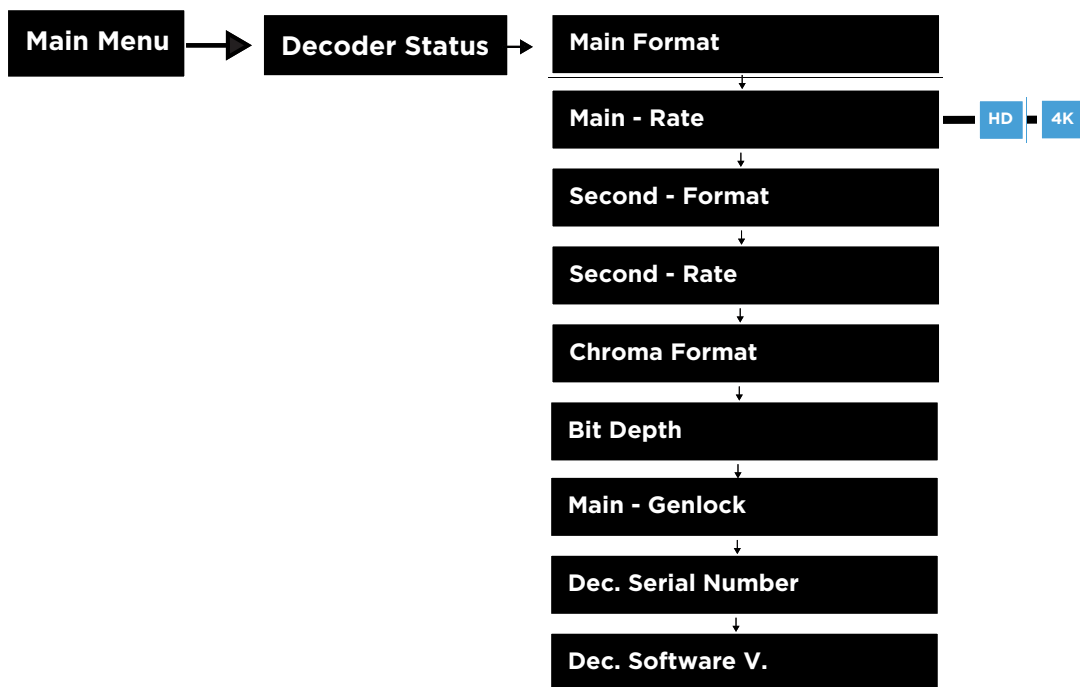 Main Menu
Decoder Status
Main Format
Main - Rate
HD
4K
Second - Format
Second - Rate
Chroma Format
Bit Depth
Main - Genlock
Dec. Serial Number
Dec. Software V.